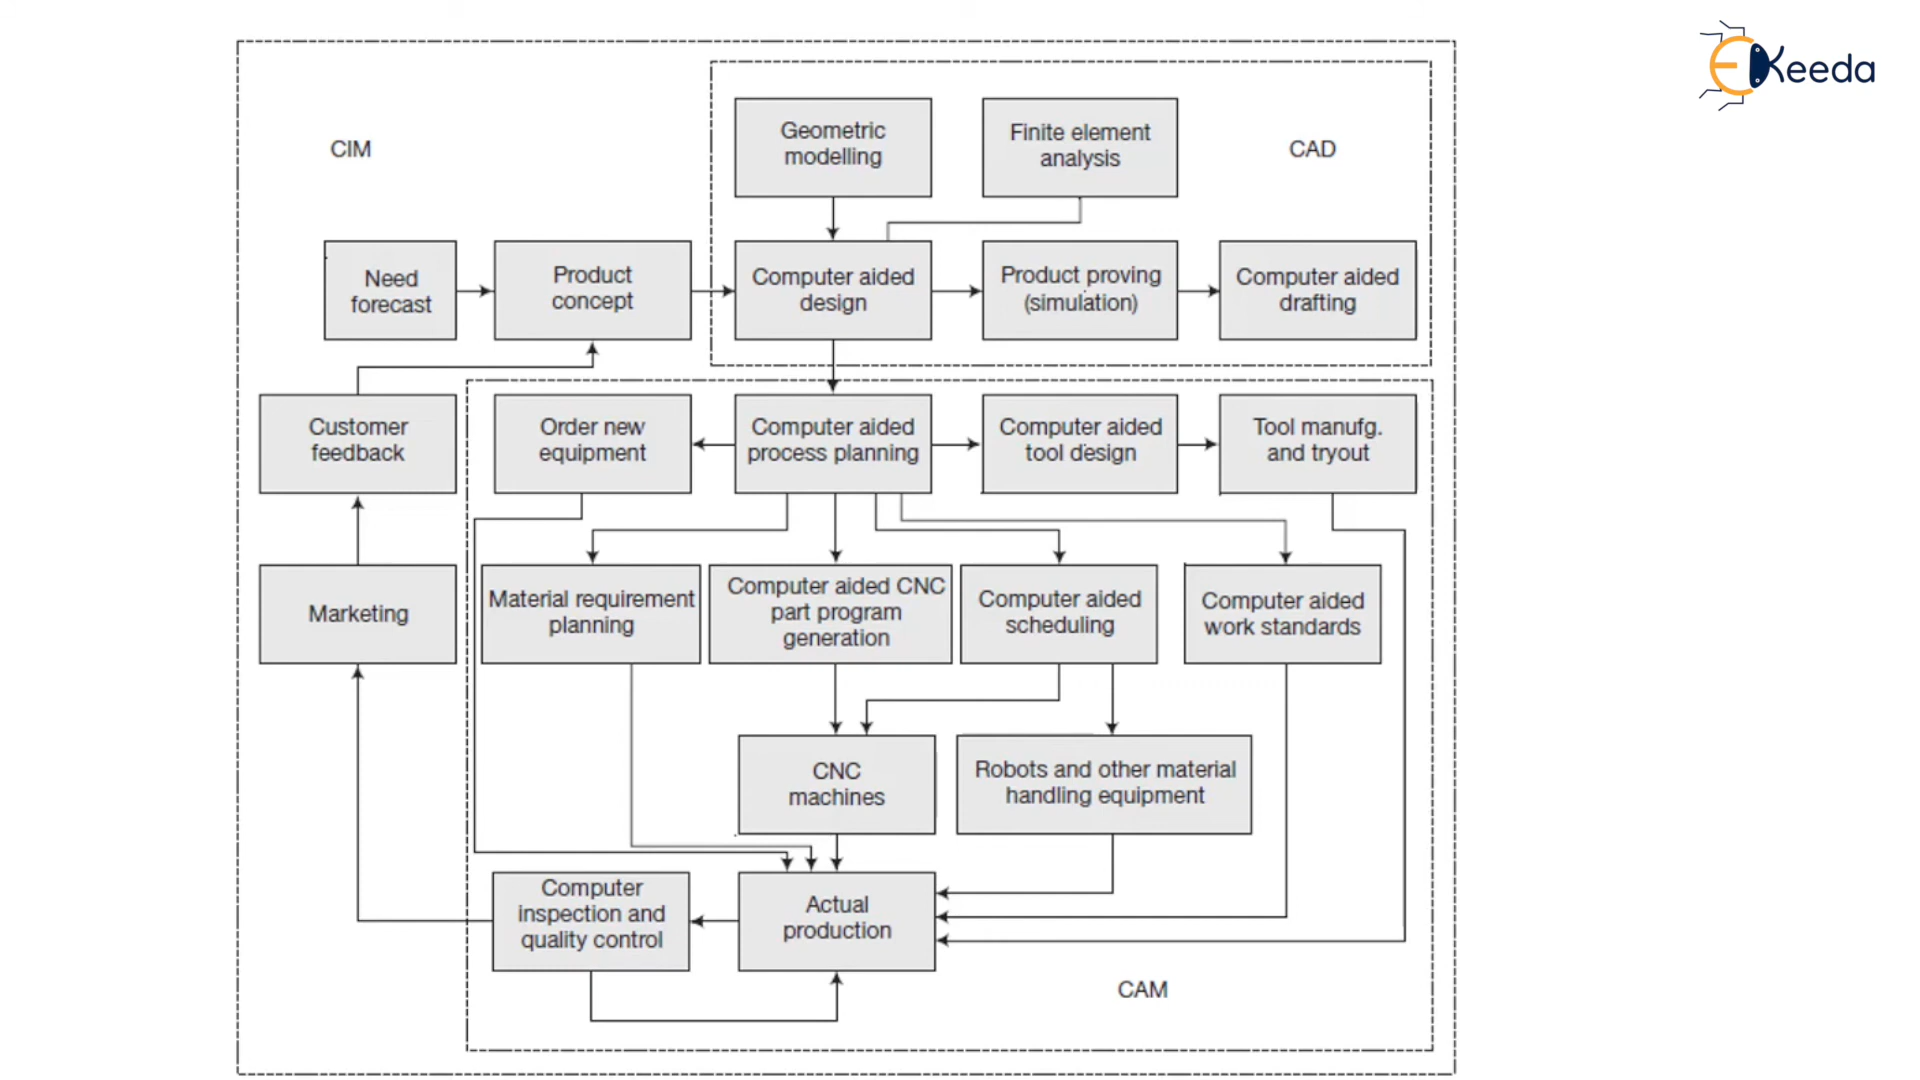 EKeeda
CIM
CAD
Geometric
modelling
Finite element
analysis
Need
forecast
Product
concept
Computer aided
design
Product proving
(simulation)
Computer aided
drafting
Customer
feedback
Order new
equipment
Computer aided
process planning
Computer aided
tool design
Tool manufg.
and tryout
Marketing
Material requirement
planning
Computer aided CNC
part program
generation
Computer aided
scheduling
Computer aided
work standards
CNC
machines
Robots and other material
handling equipment
Computer
inspection and
quality control
Actual
production
CAM